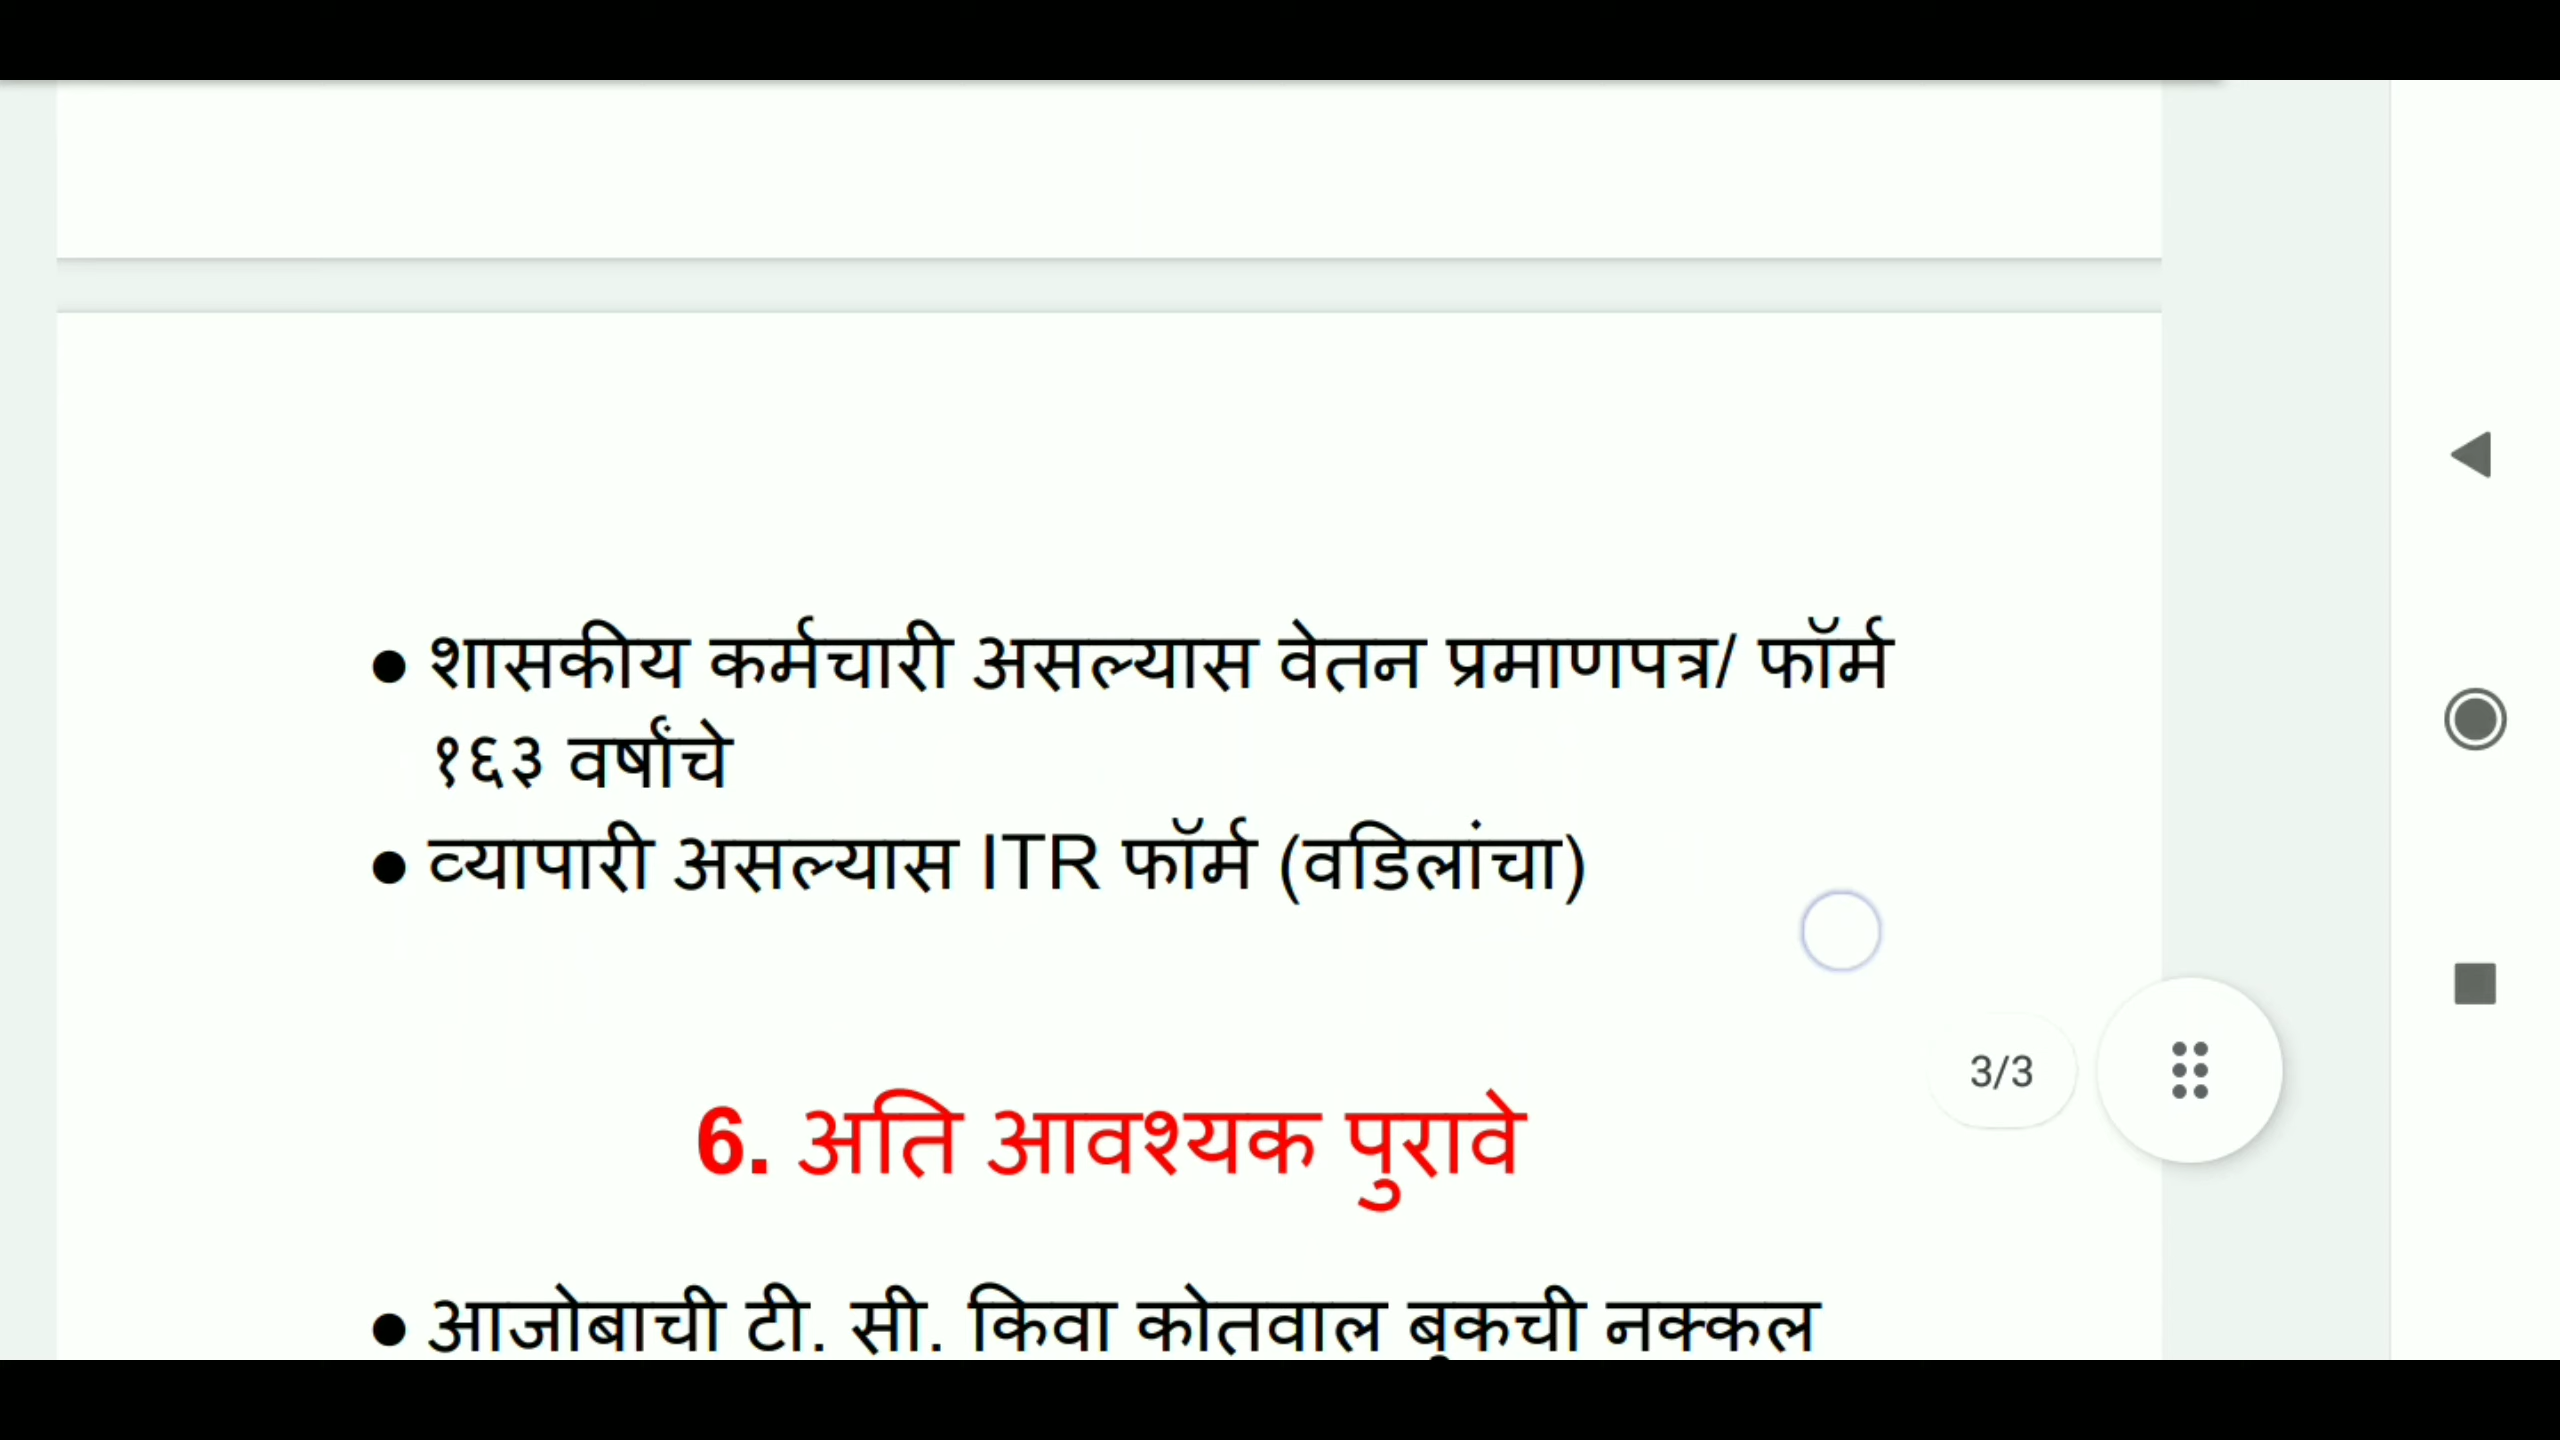 ● शासकीय कर्मचारी असल्यास वेतन प्रमाणपत्र/ फॉर्म
१६३ वर्षांचे
● व्यापारी असल्यास ITR फॉर्म (वडिलांचा)
3/3
6. अति आवश्यक पुरावे
● आजोबाची टी. सी. किवा कोतवाल बुकची नक्कल